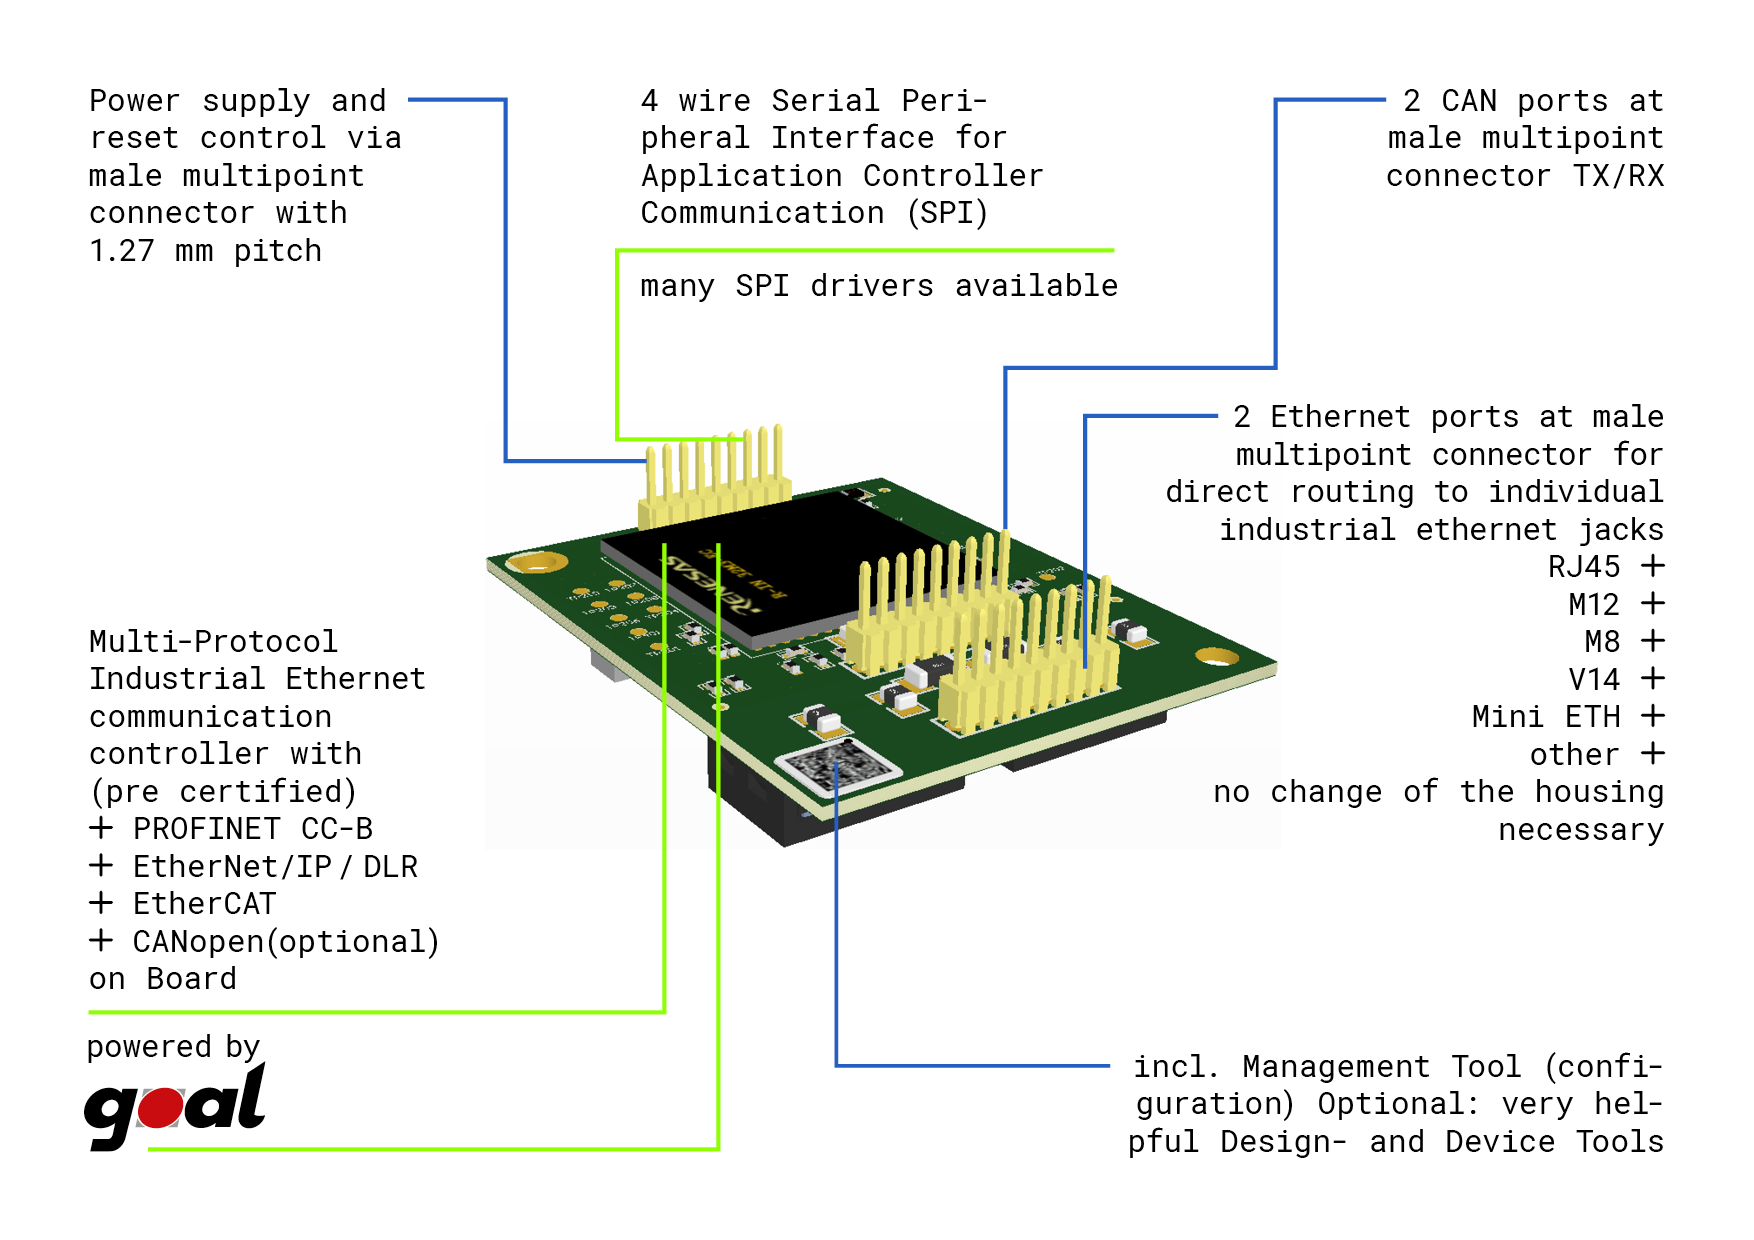 Power supply and
reset control via
male multipoint
connector with
1.27 mm pitch
4 wire Serial Peri-
pheral Interface for
Application Controller
Communication (SPI)
many SPI drivers available
2 CAN ports at
male multipoint
connector TX/RX
2 Ethernet ports at male
multipoint connector for
direct routing to individual
industrial ethernet jacks
RJ45 +
M12 +
M8 +
V14 +
Mini ETH +
other +
no change of the housing
necessary
RENESAS
Multi-Protocol
Industrial Ethernet
communication
controller with
(pre certified)
+ PROFINET CC-B
+ EtherNet/IP / DLR
+ EtherCAT
+ CANopen(optional)
on Board
powered by
goal
incl. Management Tool (confi-
guration) Optional: very hel-
pful Design- and Device Tools